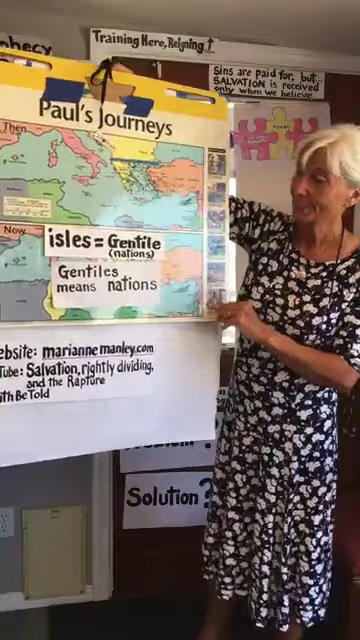 phecy
Training Here, Reigning ↑
Sins are paid for, but
SALVATION is received
only when we believe.
Paul's Journeys
Then
Now
isles = Gentile
(nations)
Gentiles
means nations
ebsite: mariannemanley.com
Tube: Salvation, rightly dividing,
and the Rapture
th Be Told
Solution?